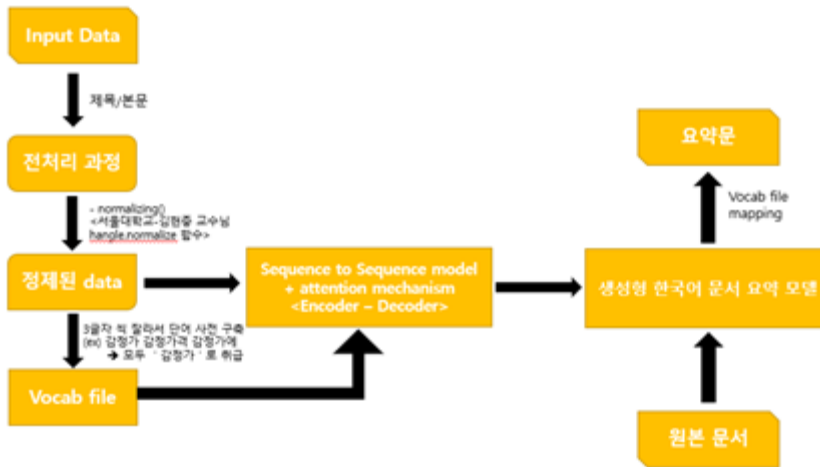 Input Data
제목/본문
전처리 과정
- normalizing()
<서울대학교-김현중 교수님
hangle.normalize 함수>
정제된 data
3글자 씩 잘라서 단어 사전 구축
(ex) 감정가 감정가격 감정가에
➔ 모두 ' 감정가 ' 로 취급
Vocab file
Sequence to Sequence model
+ attention mechanism
<Encoder – Decoder>
요약문
Vocab file
mapping
생성형 한국어 문서 요약 모델
원본 문서